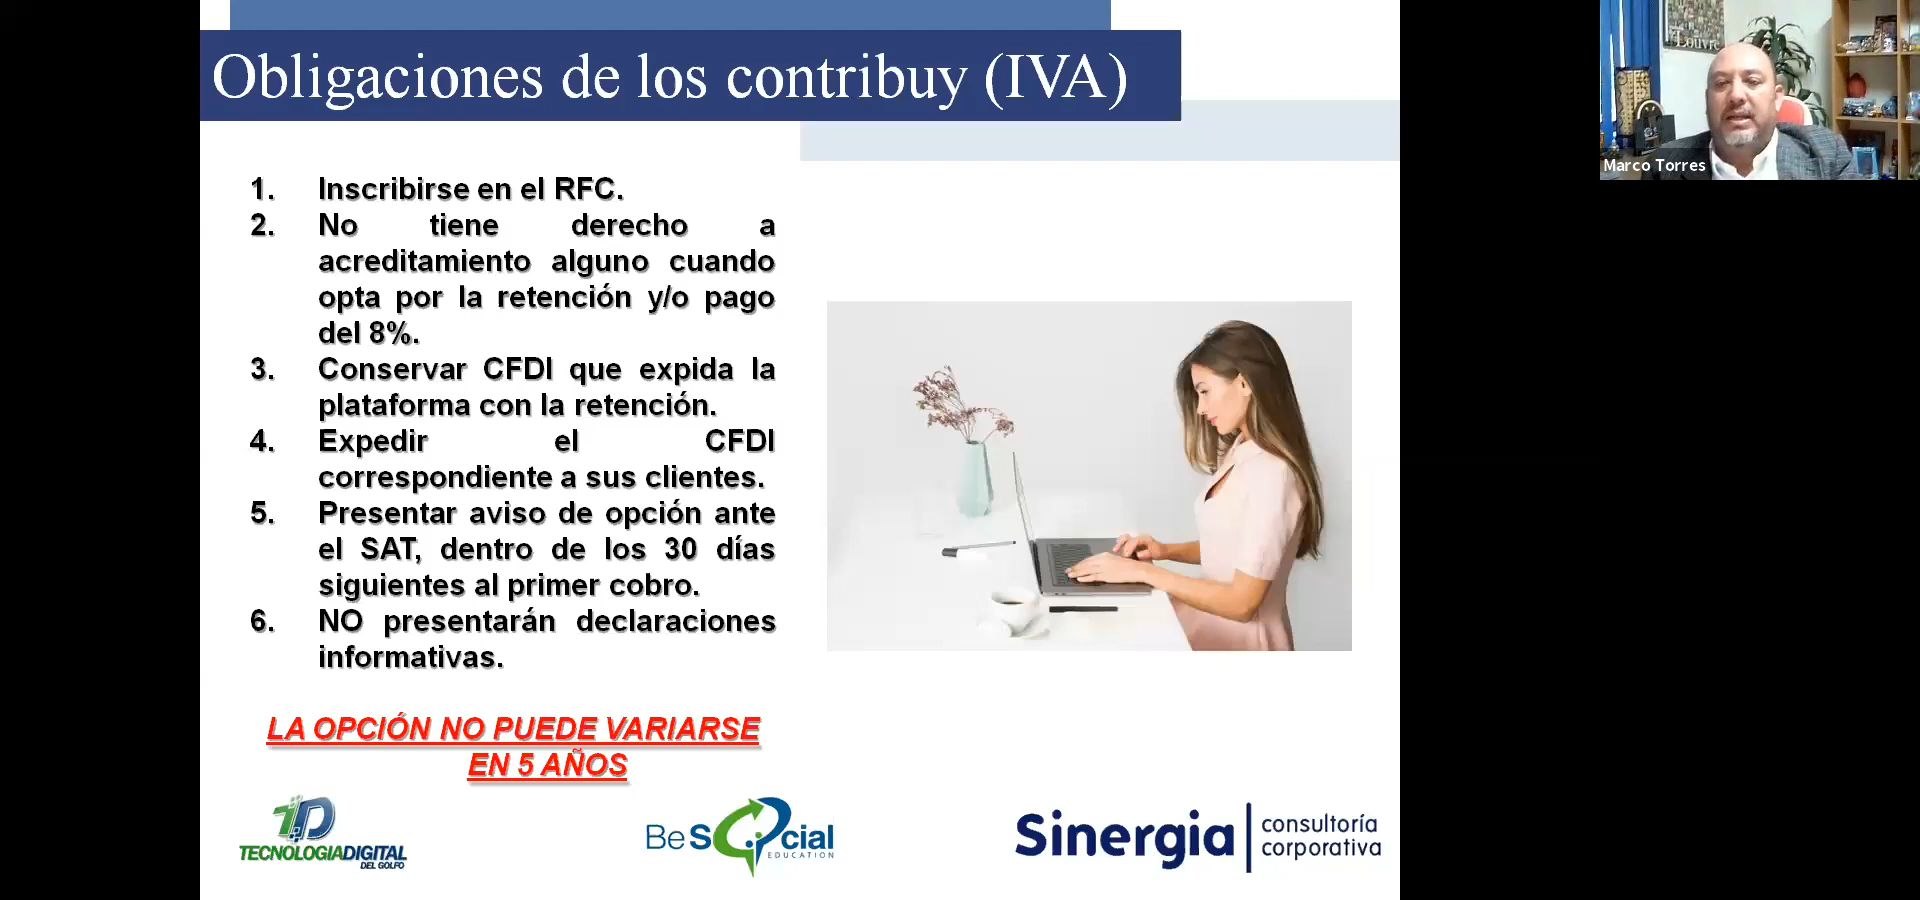 Obligaciones de los contribuy (IVA)
1. Inscribirse en el RFC.
2. No tiene derecho a
acreditamiento alguno cuando
opta por la retención y/o pago
del 8%.
3. Conservar CFDI que expida la
plataforma con la retención.
4. Expedir el CFDI
correspondiente a sus clientes.
5. Presentar aviso de opción ante
el SAT, dentro de los 30 días
siguientes al primer cobro.
6. NO presentarán declaraciones
informativas.
LA OPCIÓN NO PUEDE VARIARSE
EN 5 AÑOS
TD
TECNOLOGIADIGITAL
DEL GOLFO
Be Social
EDUCATION
Sinergia
consultoría
corporativa
Louvre
Marco Torres